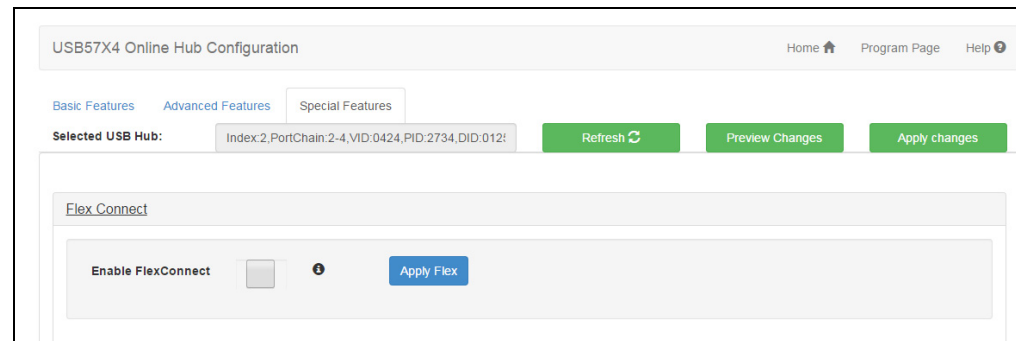 USB57X4 Online Hub Configuration Home Program Page Help
Basic Features Advanced Features Special Features
Selected USB Hub: Index:2,PortChain:2-4,VID:0424,PID:2734,DID:012 Refresh Preview Changes Apply changes
Flex Connect
Enable FlexConnect Apply Flex